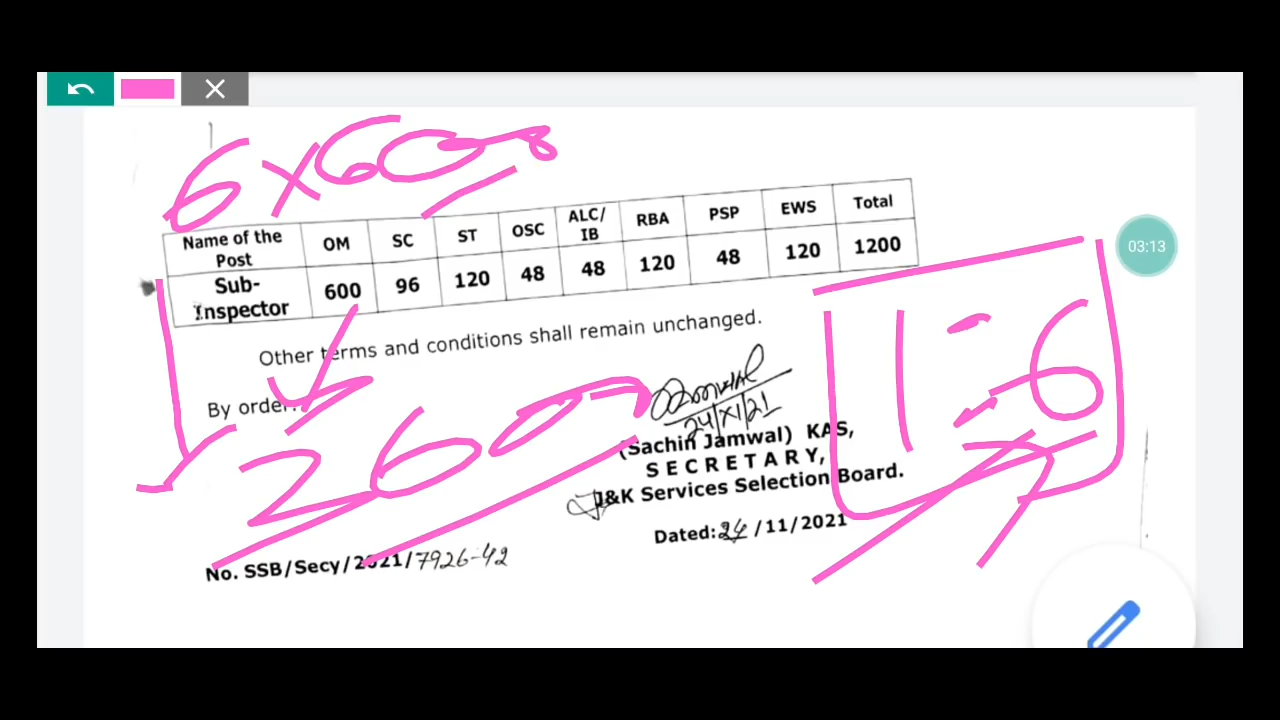 03:13
6 x 60
Name of the Post OM SC ST OSC ALC/IB RBA PSP EWS Total
Sub-Inspector 600 96 120 48 48 120 48 120 1200
Other terms and conditions shall remain unchanged.
By order.
24/XI/21
(Sachin Jamwal) KAS,
SECRETARY,
J&K Services Selection Board.
Dated:24/11/2021
No. SSB/Secy/2021/7926-42
260
1:6